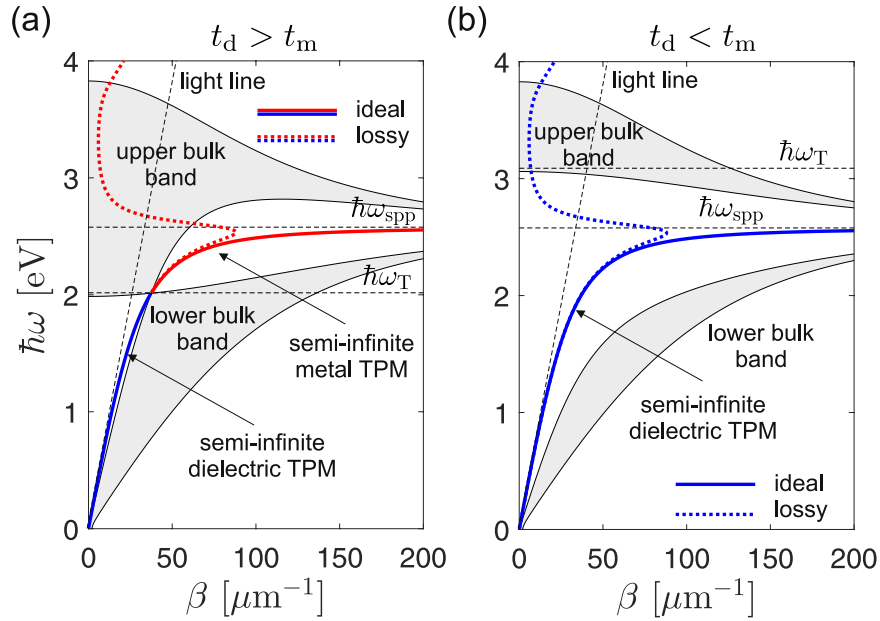 (a)
t_d > t_m
4
3
2
1
0
0
50
100
150
200
ħω [eV]
β [μm⁻¹]
light line
ideal
lossy
upper bulk
band
ħω_spp
ħω_T
lower bulk
band
semi-infinite
metal TPM
semi-infinite
dielectric TPM
(b)
t_d < t_m
4
3
2
1
0
0
50
100
150
200
β [μm⁻¹]
light line
upper bulk
band
ħω_T
ħω_spp
lower bulk
band
semi-infinite
dielectric TPM
ideal
lossy